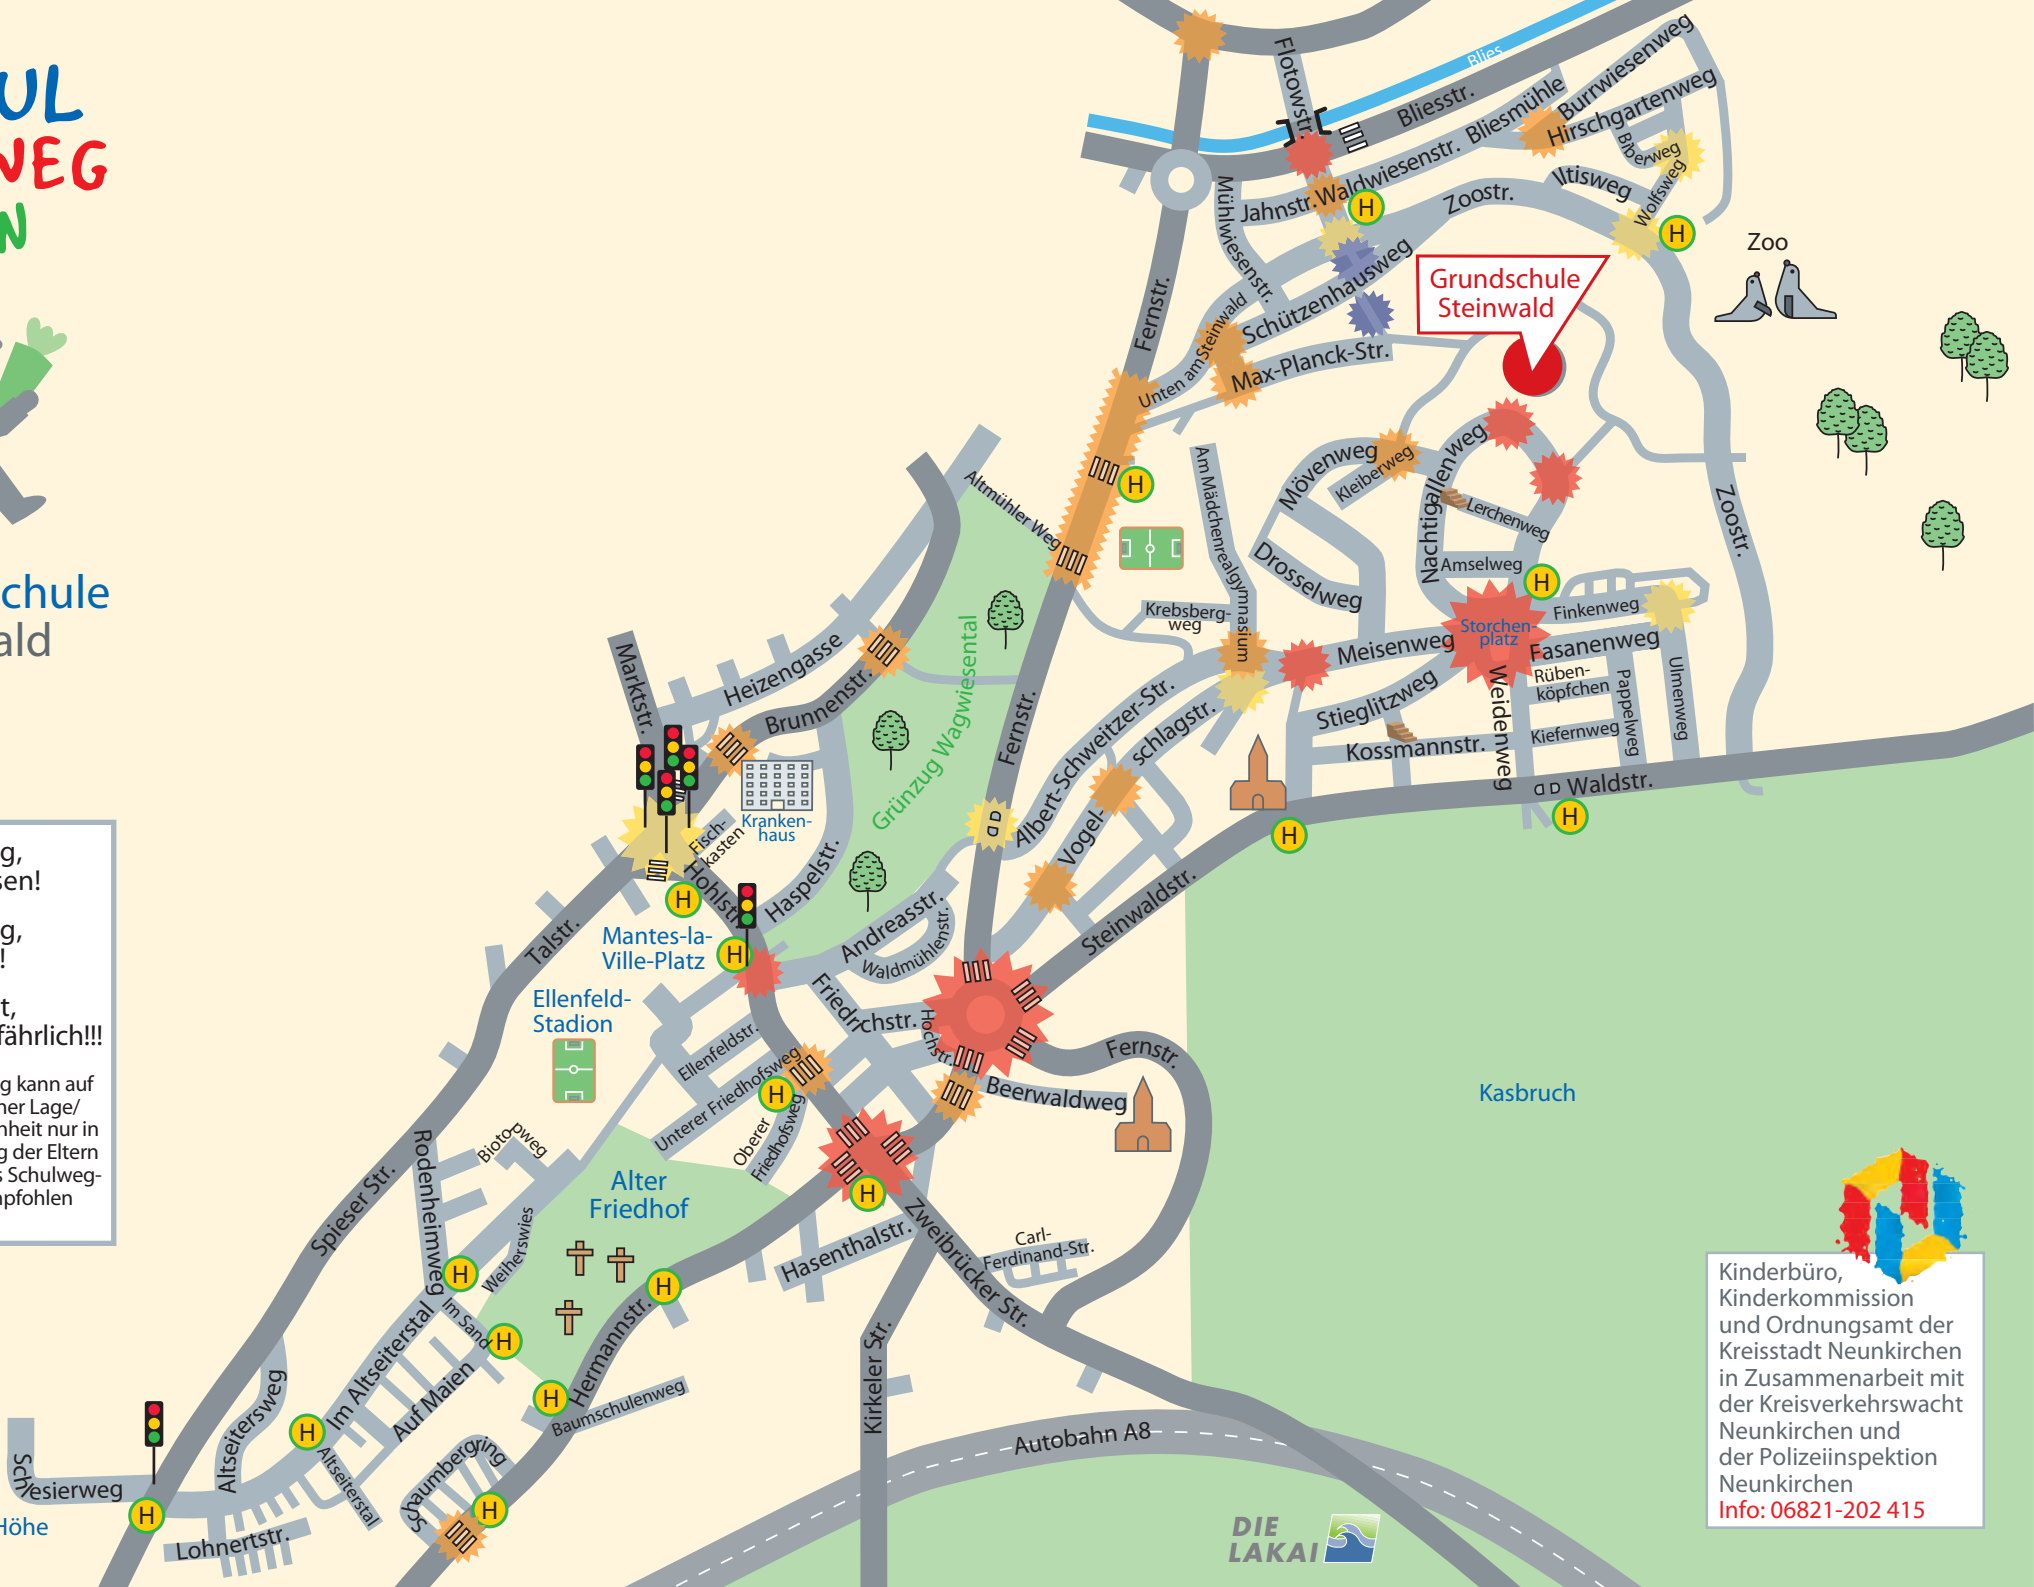 UL
WEG
N
chule
ald
g,
sen!
g,
!
t,
fährlich!!!
g kann auf
ner Lage/
nheit nur in
g der Eltern
s Schulweg-
npfohlen
Flotowstr.
Blies
Bliesstr.
Bliesmühle
Burrwiesenweg
Hirschgartenweg
Biberweg
Wolfsweg
Iltisweg
Waldwiesenstr.
Jahnstr.
H
Zoostr.
H
Zoo
Mühlwiesenstr.
Schützenhausweg
Grundschule
Steinwald
Fernstr.
Unten am Steinwald
Max-Planck-Str.
Altmühler Weg
H
Am Mädchenrealgymnasium
Mövenweg
Kleiberweg
Nachtigallenweg
Lerchenweg
Zoostr.
Drosselweg
Amselweg
H
Krebsberg-
weg
Finkenweg
Storchen-
platz
Meisenweg
Fasanenweg
Rüben-
köpfchen
Pappelweg
Ulmenweg
Weidenweg
Kiefernweg
Stieglitzweg
Kossmannstr.
Waldstr.
H
H
Marktstr.
Heizengasse
Brunnenstr.
Grünzug Wagwiesental
Fernstr.
Albert-Schweitzer-Str.
Vogel-
schlagstr.
Kranken-
haus
Fisch-
kasten
Hohlstr.
Haspelstr.
H
Talstr.
Mantes-la-
Ville-Platz
H
Andreasstr.
Waldmühlenstr.
Steinwaldstr.
Ellenfeld-
Stadion
Friedrichstr.
Hochstr.
Ellenfeldstr.
Unterer Friedhofsweg
H
Oberer
Friedhofsweg
Fernstr.
Beerwaldweg
Kasbruch
Biotopweg
Rodenheimweg
Spieser Str.
Alter
Friedhof
H
Weiherswies
H
Zweibrücker Str.
Hasenthalstr.
Carl-
Ferdinand-Str.
H
Im Sand
H
Hermannstr.
Im Altseiterstal
Auf Maien
H
Baumschulenweg
Kirkeler Str.
Altseitersweg
H
Altseiterstal
Schaumbergring
H
Autobahn A8
Schlesierweg
H
Höhe
Lohnertstr.
DIE
LAKAI
Kinderbüro,
Kinderkommission
und Ordnungsamt der
Kreisstadt Neunkirchen
in Zusammenarbeit mit
der Kreisverkehrswacht
Neunkirchen und
der Polizeiinspektion
Neunkirchen
Info: 06821-202 415